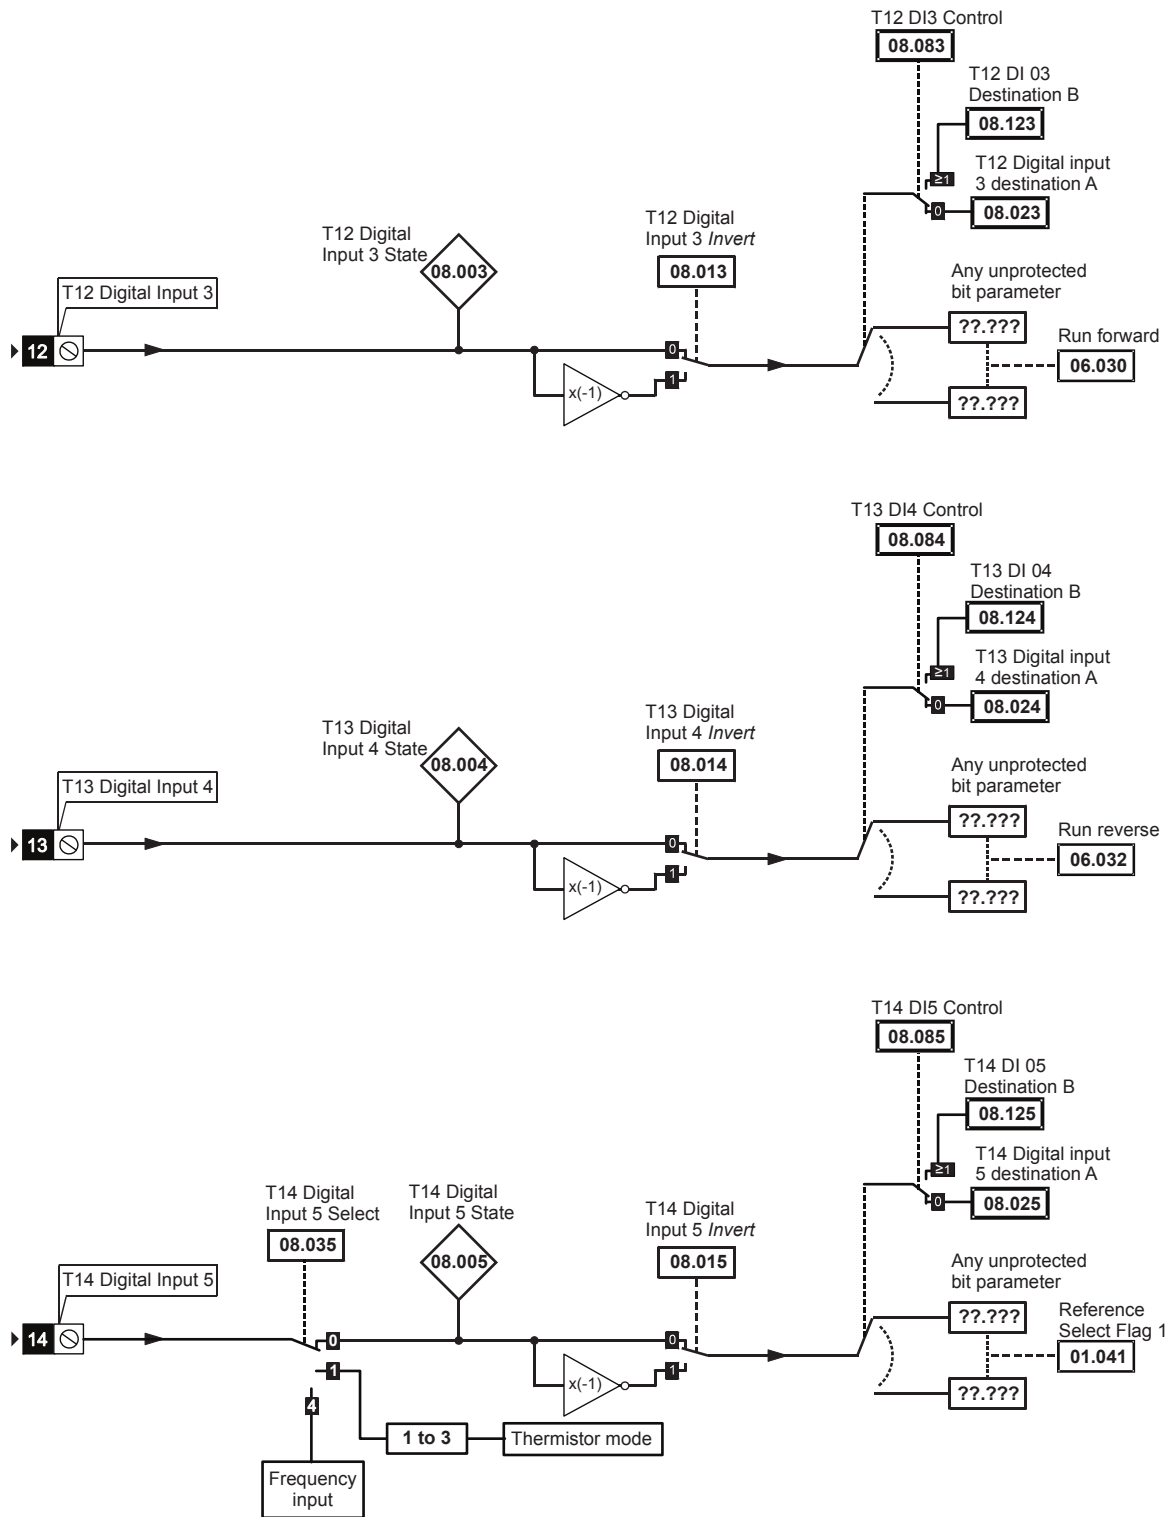 T12 DI3 Control
08.083
T12 DI 03
Destination B
08.123
≥1
T12 Digital input
3 destination A
0
08.023
T12 Digital
Input 3 State
08.003
T12 Digital
Input 3 Invert
08.013
Any unprotected
bit parameter
T12 Digital Input 3
12
0
1
x(-1)
??.???
Run forward
06.030
??.???
T13 DI4 Control
08.084
T13 DI 04
Destination B
08.124
≥1
T13 Digital input
4 destination A
0
08.024
T13 Digital
Input 4 State
08.004
T13 Digital
Input 4 Invert
08.014
Any unprotected
bit parameter
T13 Digital Input 4
13
0
1
x(-1)
??.???
Run reverse
06.032
??.???
T14 DI5 Control
08.085
T14 DI 05
Destination B
08.125
≥1
T14 Digital input
5 destination A
0
08.025
T14 Digital
Input 5 Select
08.035
T14 Digital
Input 5 State
08.005
T14 Digital
Input 5 Invert
08.015
Any unprotected
bit parameter
T14 Digital Input 5
14
0
1
4
0
1
x(-1)
??.???
Reference
Select Flag 1
01.041
??.???
1 to 3
Thermistor mode
Frequency
input